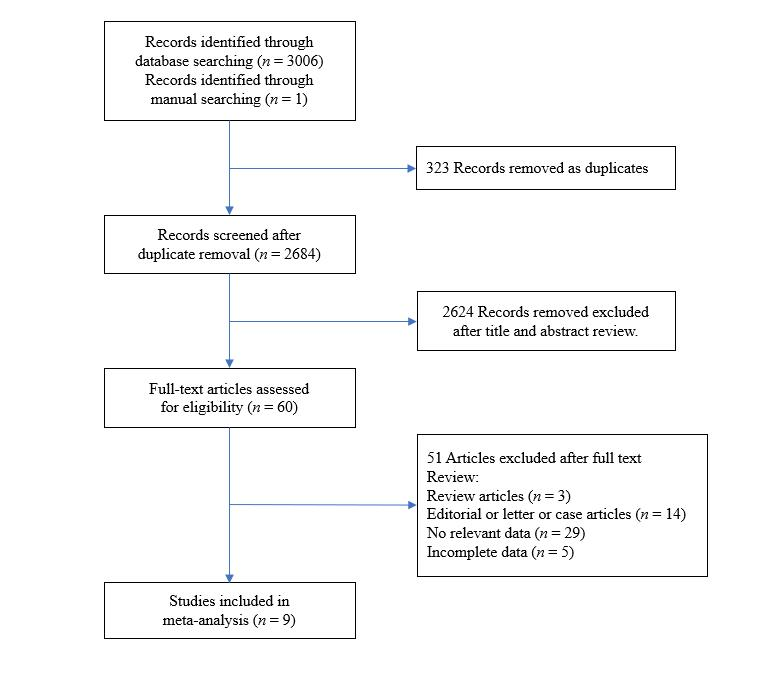 Records identified through
database searching (n = 3006)
Records identified through
manual searching (n = 1)
323 Records removed as duplicates
Records screened after
duplicate removal (n = 2684)
2624 Records removed excluded
after title and abstract review.
Full-text articles assessed
for eligibility (n = 60)
51 Articles excluded after full text
Review:
Review articles (n = 3)
Editorial or letter or case articles (n = 14)
No relevant data (n = 29)
Incomplete data (n = 5)
Studies included in
meta-analysis (n = 9)